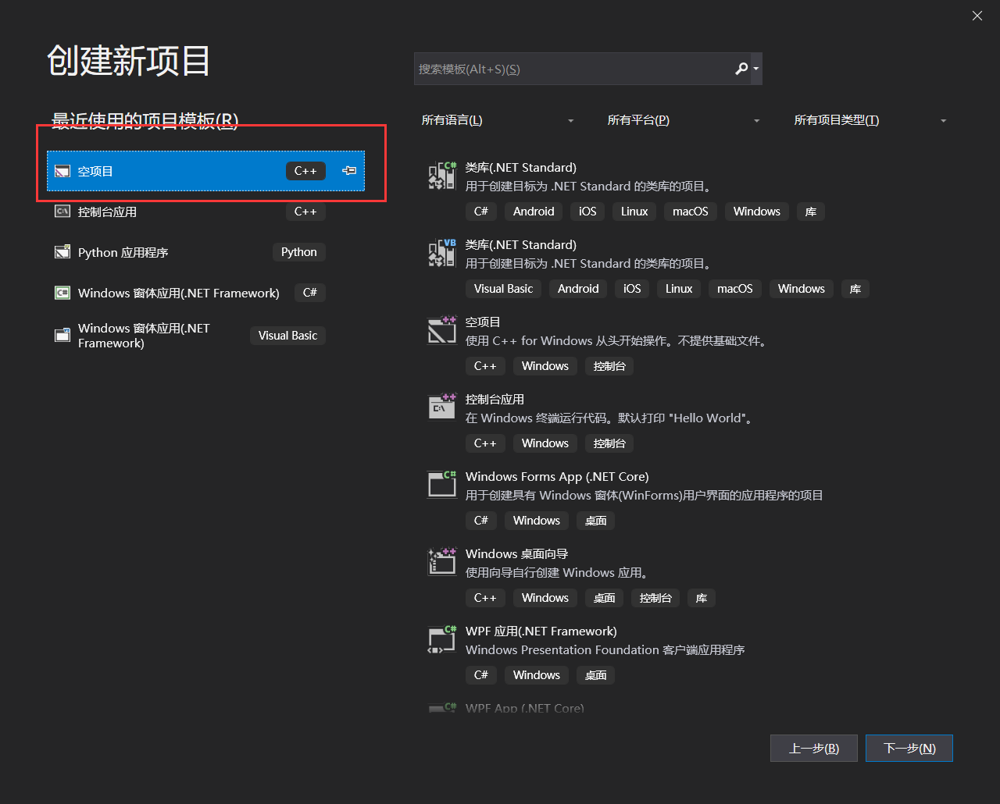 创建新项目
搜索模板(Alt+S)(S)
最近使用的项目模板(R)
所有语言(L)
所有平台(P)
所有项目类型(T)
空项目
C++
控制台应用
C++
Python 应用程序
Python
Windows 窗体应用(.NET Framework)
C#
Windows 窗体应用(.NET
Framework)
Visual Basic
类库(.NET Standard)
用于创建目标为 .NET Standard 的类库的项目。
C# Android iOS Linux macOS Windows 库
类库(.NET Standard)
用于创建目标为 .NET Standard 的类库的项目。
Visual Basic Android iOS Linux macOS Windows 库
空项目
使用 C++ for Windows 从头开始操作。不提供基础文件。
C++ Windows 控制台
控制台应用
在 Windows 终端运行代码。默认打印 "Hello World"。
C++ Windows 控制台
Windows Forms App (.NET Core)
用于创建具有 Windows 窗体(WinForms)用户界面的应用程序的项目
C# Windows 桌面
Windows 桌面向导
使用向导自行创建 Windows 应用。
C++ Windows 桌面 控制台 库
WPF 应用(.NET Framework)
Windows Presentation Foundation 客户端应用程序
C# Windows 桌面
WPF App (.NET Core)
上一步(B)
下一步(N)